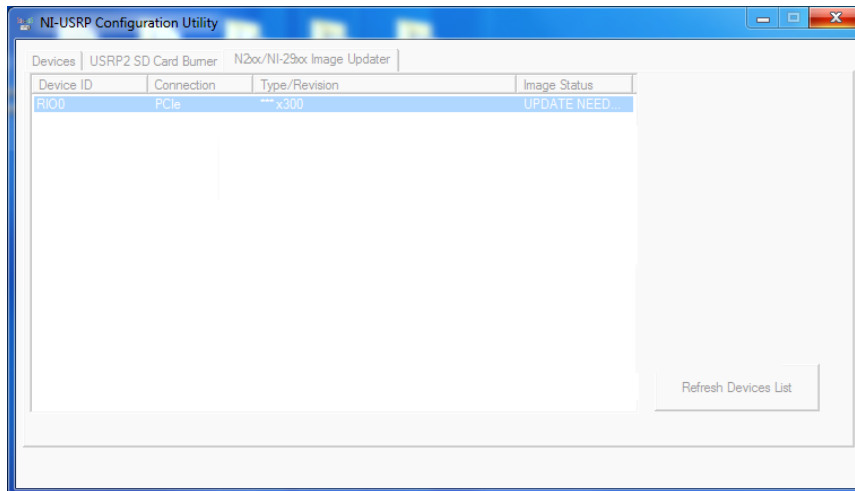 NI-USRP Configuration Utility
Devices USRP2 SD Card Burner N2xx/NI-29xx Image Updater
Device ID Connection Type/Revision Image Status
RIO0 PCIe *** x300 UPDATE NEED...
Refresh Devices List